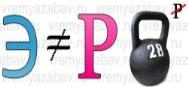 Э ≠ Р 28 Р
vremyazabav.ru